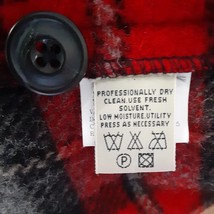 PROFESSIONALLY DRY
CLEAN.USE FRESH
SOLVENT.
LOW MOISTURE.UTILITY
PRESS AS NECESSARY
P